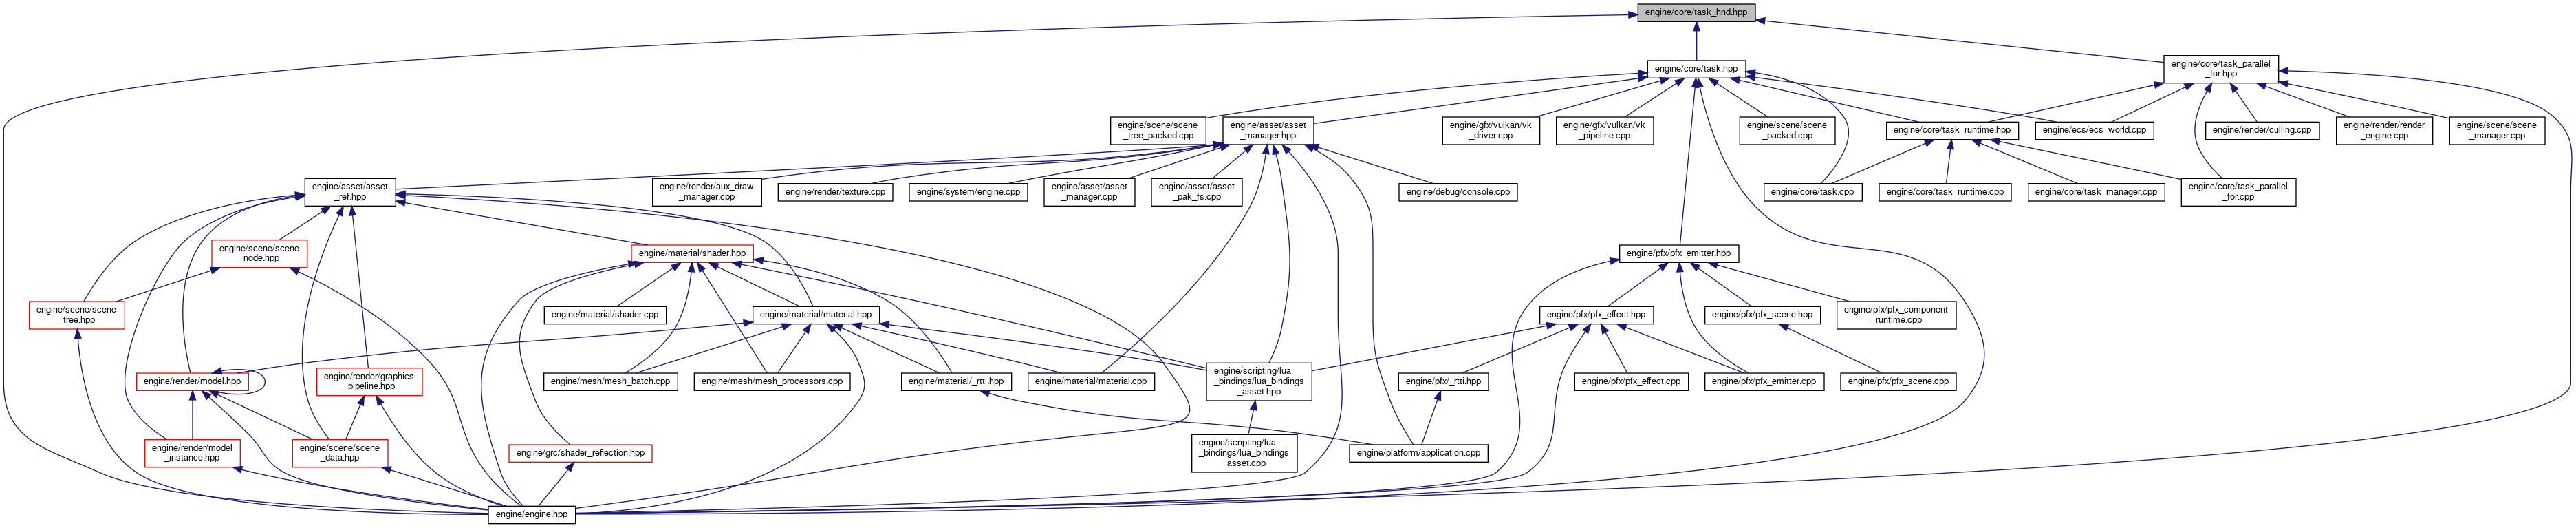 engine/core/task_hnd.hpp
engine/core/task.hpp
engine/core/task_parallel
_for.hpp
engine/scene/scene
_tree_packed.cpp
engine/asset/asset
_manager.hpp
engine/gfx/vulkan/vk
_driver.cpp
engine/gfx/vulkan/vk
_pipeline.cpp
engine/scene/scene
_packed.cpp
engine/core/task_runtime.hpp
engine/ecs/ecs_world.cpp
engine/render/culling.cpp
engine/render/render
_engine.cpp
engine/scene/scene
_manager.cpp
engine/asset/asset
_ref.hpp
engine/render/aux_draw
_manager.cpp
engine/render/texture.cpp
engine/system/engine.cpp
engine/asset/asset
_manager.cpp
engine/asset/asset
_pak_fs.cpp
engine/debug/console.cpp
engine/core/task.cpp
engine/core/task_runtime.cpp
engine/core/task_manager.cpp
engine/core/task_parallel
_for.cpp
engine/scene/scene
_node.hpp
engine/material/shader.hpp
engine/pfx/pfx_emitter.hpp
engine/scene/scene
_tree.hpp
engine/material/shader.cpp
engine/material/material.hpp
engine/pfx/pfx_effect.hpp
engine/pfx/pfx_scene.hpp
engine/pfx/pfx_component
_runtime.cpp
engine/render/model.hpp
engine/render/graphics
_pipeline.hpp
engine/mesh/mesh_batch.cpp
engine/mesh/mesh_processors.cpp
engine/material/_rtti.hpp
engine/material/material.cpp
engine/scripting/lua
_bindings/lua_bindings
_asset.hpp
engine/pfx/_rtti.hpp
engine/pfx/pfx_effect.cpp
engine/pfx/pfx_emitter.cpp
engine/pfx/pfx_scene.cpp
engine/render/model
_instance.hpp
engine/scene/scene
_data.hpp
engine/grc/shader_reflection.hpp
engine/scripting/lua
_bindings/lua_bindings
_asset.cpp
engine/platform/application.cpp
engine/engine.hpp